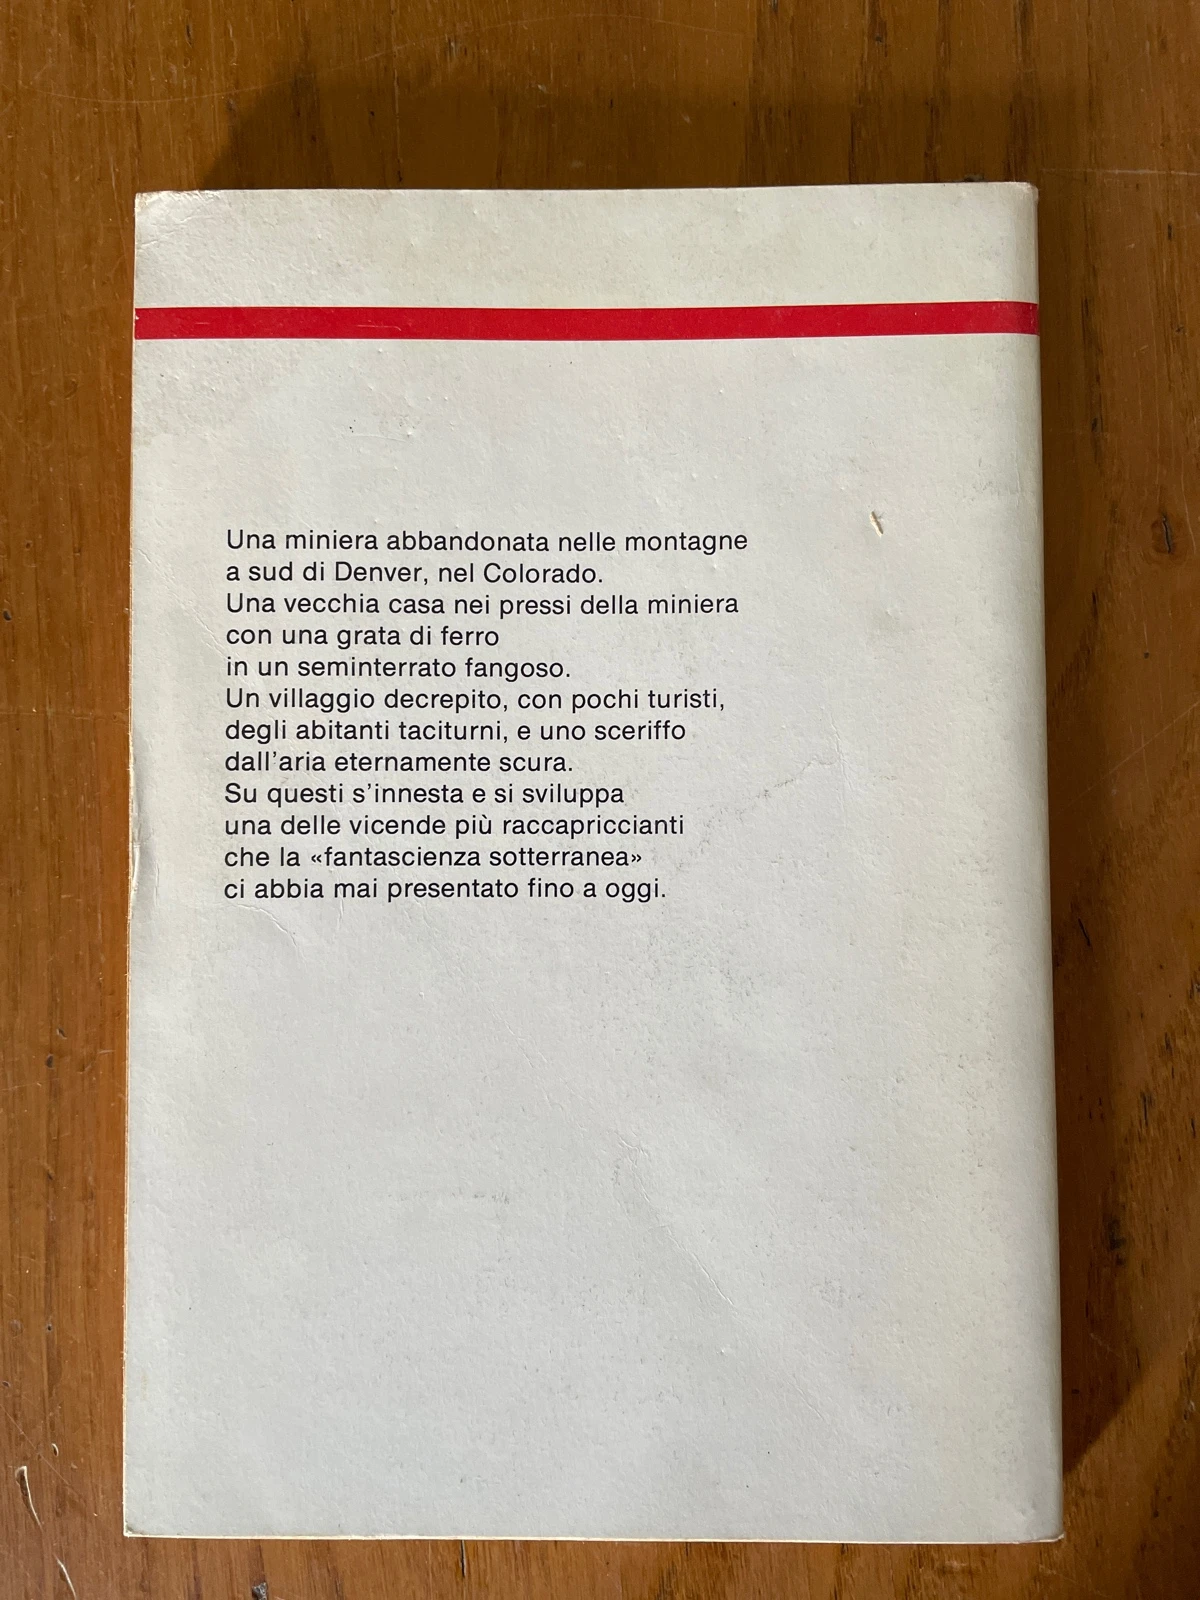 Una miniera abbandonata nelle montagne
a sud di Denver, nel Colorado.
Una vecchia casa nei pressi della miniera
con una grata di ferro
in un seminterrato fangoso.
Un villaggio decrepito, con pochi turisti,
degli abitanti taciturni, e uno sceriffo
dall'aria eternamente scura.
Su questi s'innesta e si sviluppa
una delle vicende più raccapriccianti
che la «fantascienza sotterranea»
ci abbia mai presentato fino a oggi.